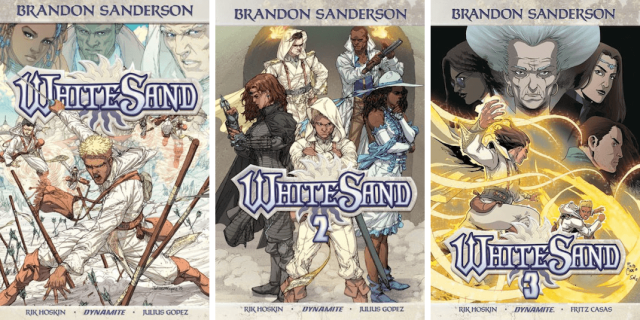 BRANDON SANDERSON
WHITE SAND
RIK HOSKIN • DYNAMITE • JULIUS GOPEZ
BRANDON SANDERSON
WHITE SAND
2
RIK HOSKIN • DYNAMITE • JULIUS GOPEZ
BRANDON SANDERSON
WHITE SAND
3
RIK HOSKIN • DYNAMITE • FRITZ CASAS